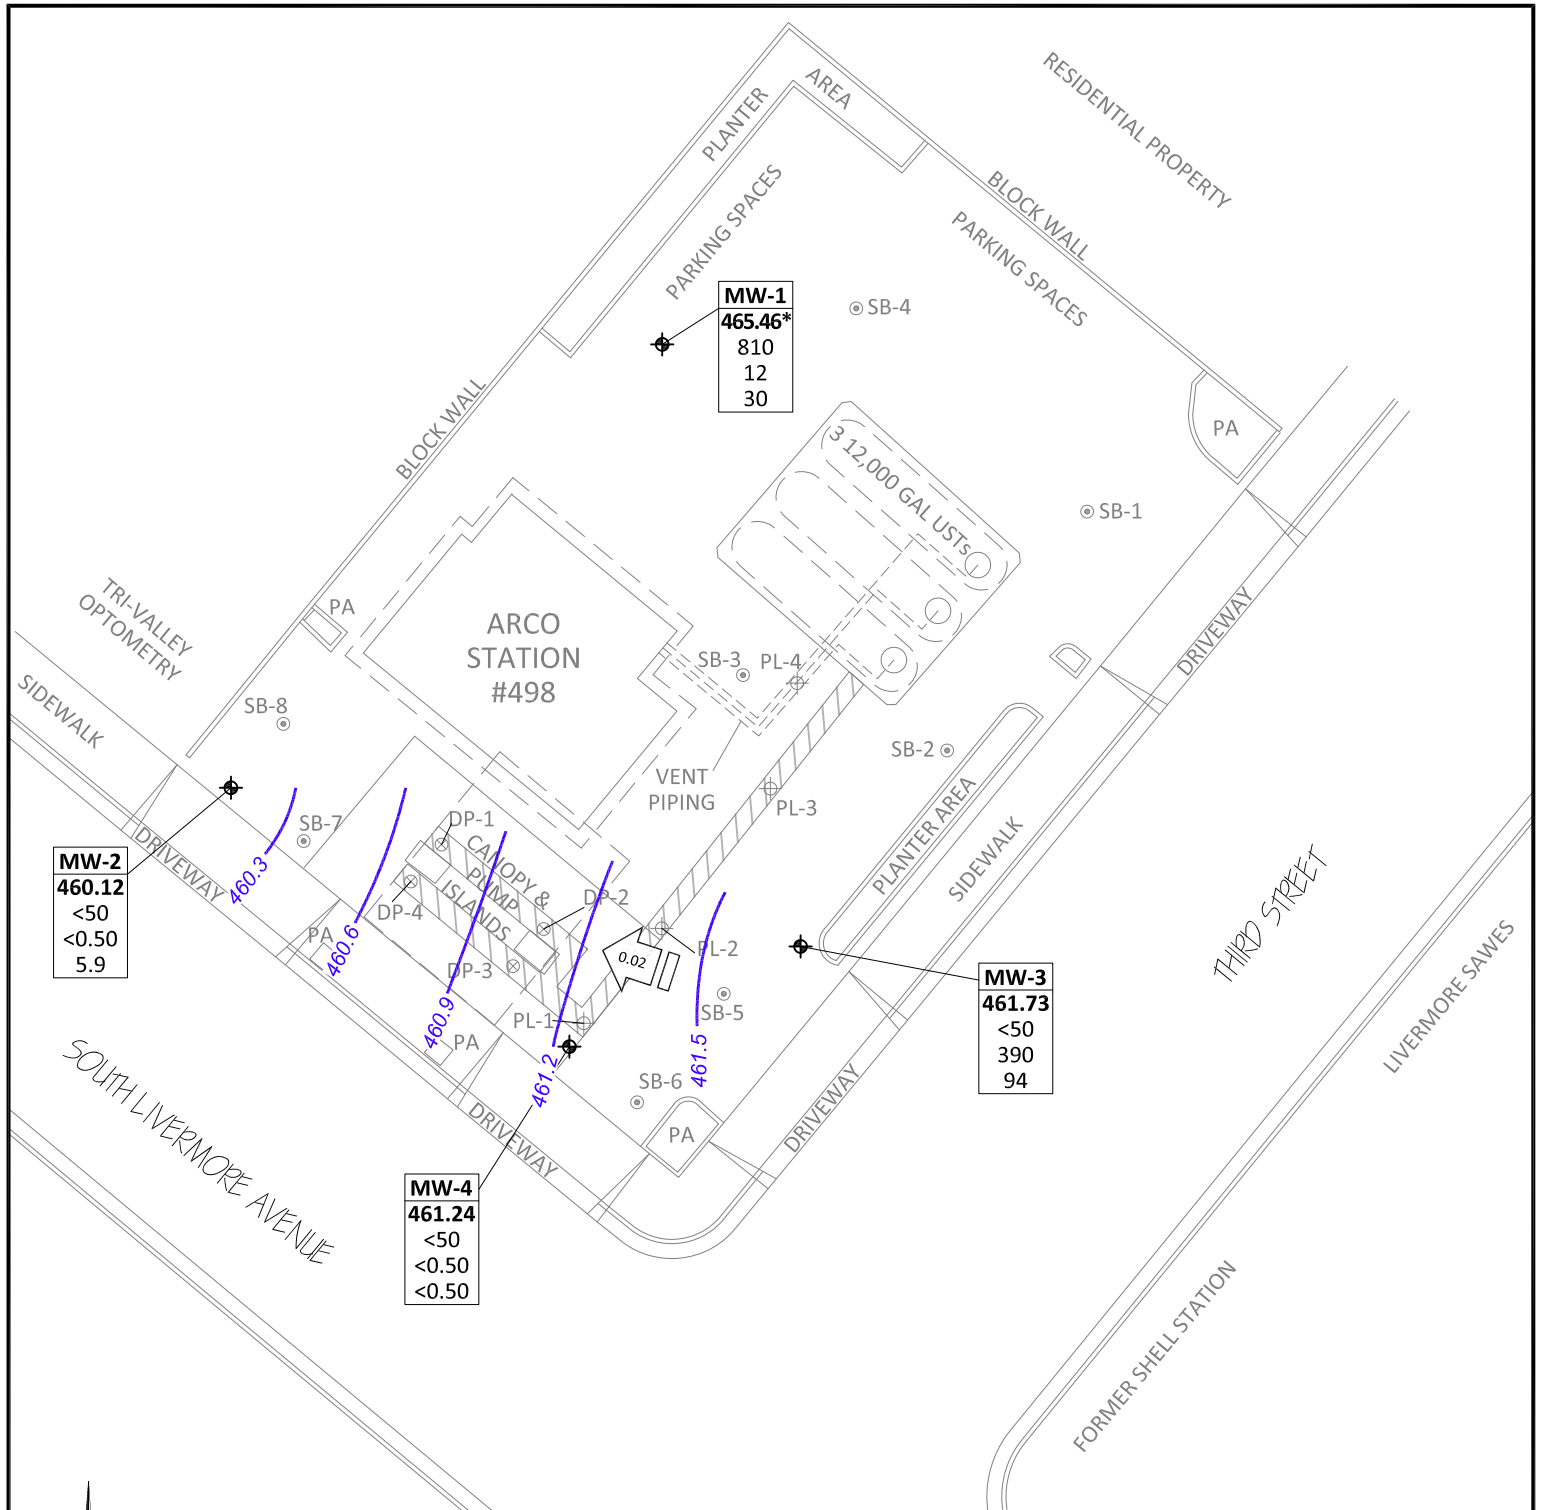 RESIDENTIAL PROPERTY
PLANTER
AREA
PARKING SPACES
BLOCK WALL
PARKING SPACES
MW-1
465.46*
810
12
30
SB-4
BLOCK WALL
3 12,000 GAL USTs
PA
SB-1
TRI-VALLEY
OPTOMETRY
PA
ARCO
STATION
#498
SB-3
PL-4
DRIVEWAY
SIDEWALK
SB-8
SB-2
VENT
PIPING
PL-3
PLANTER AREA
SIDEWALK
THIRD STREET
LIVERMORE SAWES
FORMER SHELL STATION
MW-2
460.12
<50
<0.50
5.9
DRIVEWAY
SB-7
460.3
DP-1
CANOPY &
PUMP
ISLANDS
DP-2
DP-4
DP-3
PA
460.6
460.9
PA
0.02
PL-2
PL-1
SB-5
461.2
461.5
MW-3
461.73
<50
390
94
SB-6
PA
DRIVEWAY
DRIVEWAY
SOUTH LIVERMORE AVENUE
MW-4
461.24
<50
<0.50
<0.50